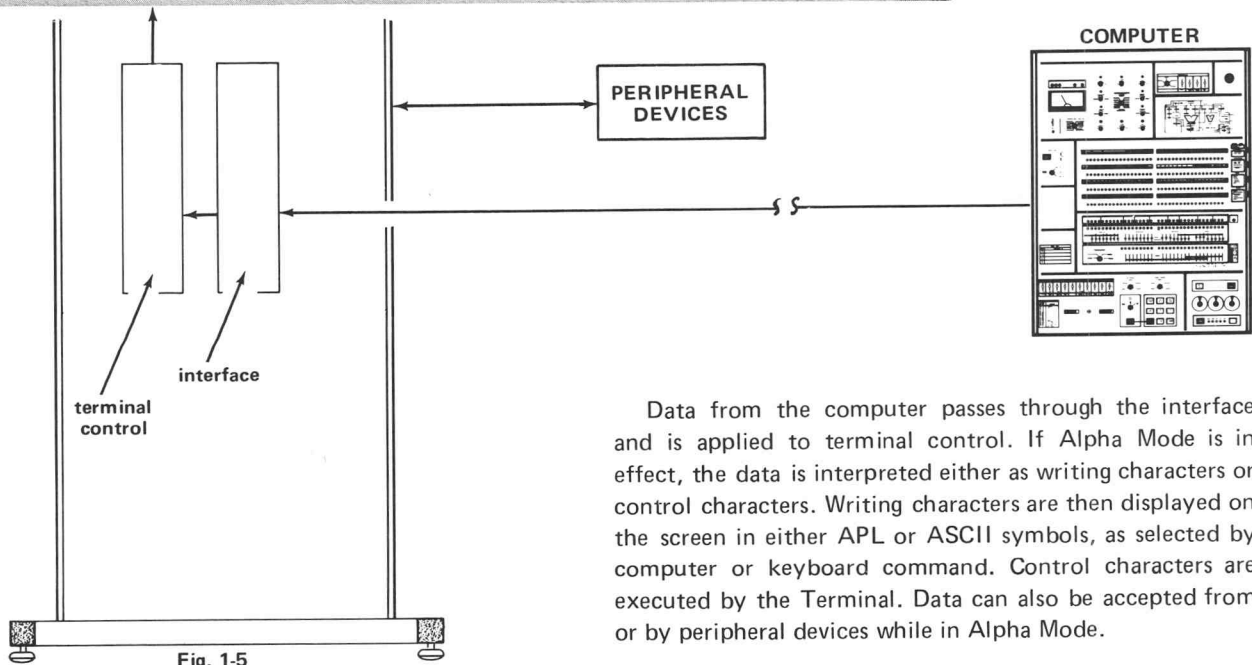 COMPUTER
PERIPHERAL
DEVICES
interface
terminal
control
Fig. 1-5
Data from the computer passes through the interface
and is applied to terminal control. If Alpha Mode is in
effect, the data is interpreted either as writing characters or
control characters. Writing characters are then displayed on
the screen in either APL or ASCII symbols, as selected by
computer or keyboard command. Control characters are
executed by the Terminal. Data can also be accepted from
or by peripheral devices while in Alpha Mode.